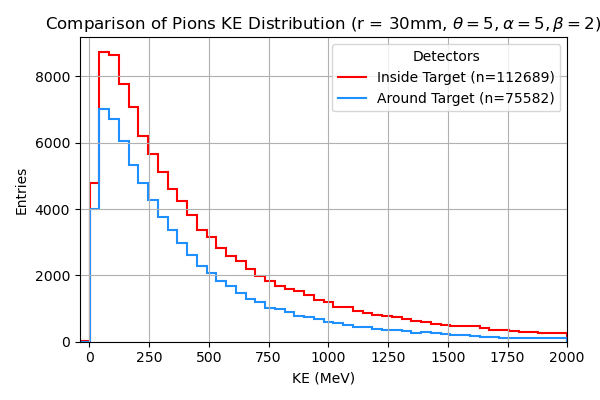 Comparison of Pions KE Distribution (r = 30mm, θ = 5, α = 5, β = 2)
Detectors
Inside Target (n=112689)
Around Target (n=75582)
Entries
8000
6000
4000
2000
0
0 250 500 750 1000 1250 1500 1750 2000
KE (MeV)